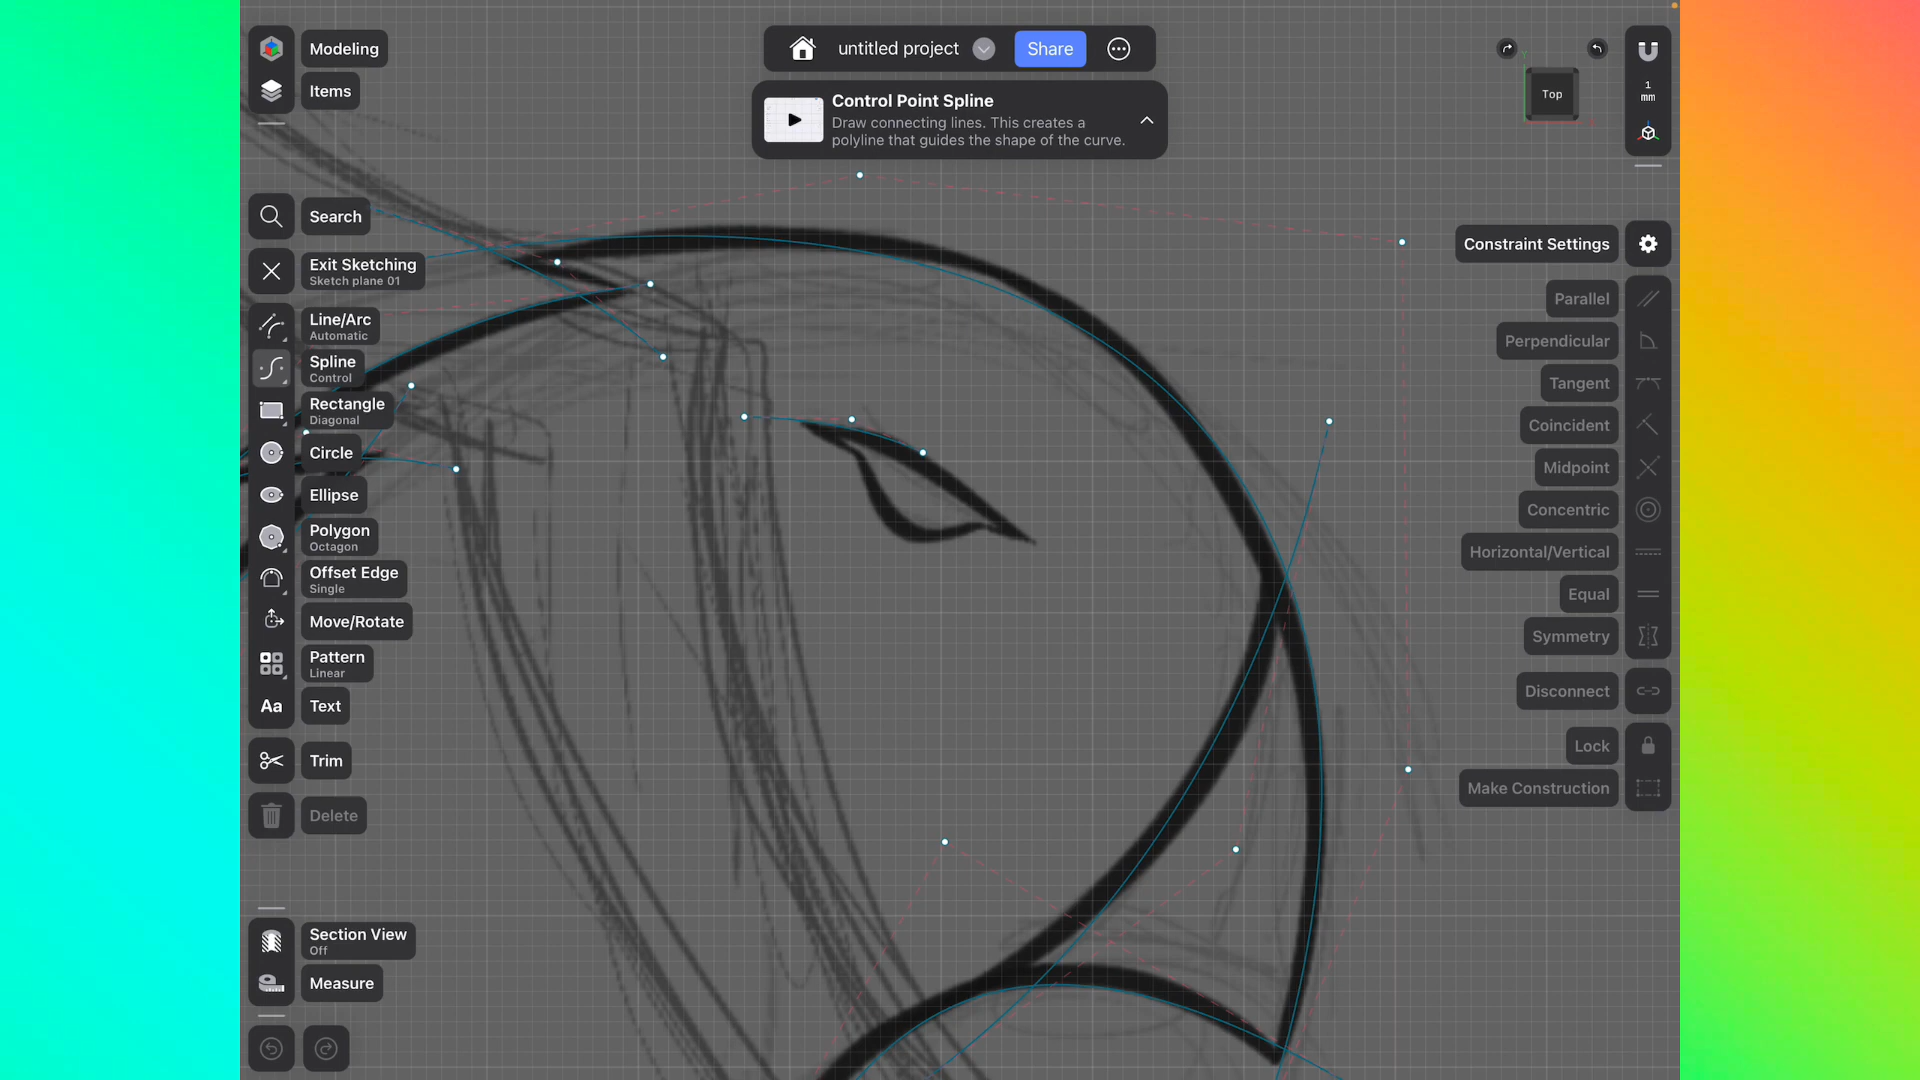 Modeling
Items
untitled project
Share
Control Point Spline
Draw connecting lines. This creates a
polyline that guides the shape of the curve.
Top
1
mm
Search
Exit Sketching
Sketch plane 01
Line/Arc
Automatic
Spline
Control
Rectangle
Diagonal
Circle
Ellipse
Polygon
Octagon
Offset Edge
Single
Move/Rotate
Pattern
Linear
Aa
Text
Trim
Delete
Section View
Off
Measure
Constraint Settings
Parallel
Perpendicular
Tangent
Coincident
Midpoint
Concentric
Horizontal/Vertical
Equal
Symmetry
Disconnect
Lock
Make Construction